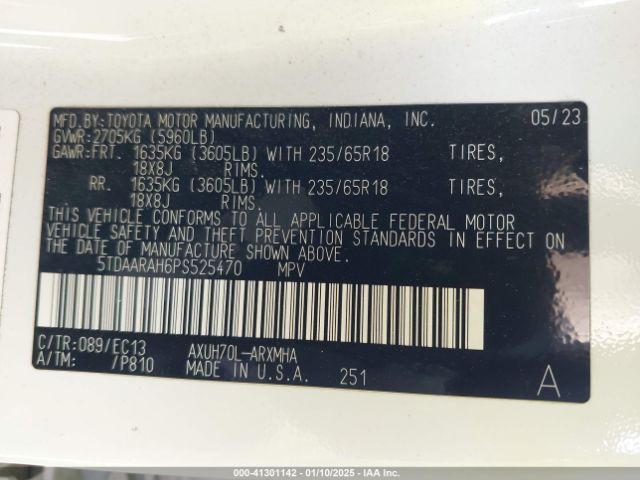 MFD.BY:TOYOTA MOTOR MANUFACTURING, INDIANA, INC. 05/23
GVWR:2705KG (5960LB)
GAWR:FRT. 1635KG (3605LB) WITH 235/65R18 TIRES,
18X8J RIMS.
RR. 1635KG (3605LB) WITH 235/65R18 TIRES,
18X8J RIMS.
THIS VEHICLE CONFORMS TO ALL APPLICABLE FEDERAL MOTOR
VEHICLE SAFETY AND THEFT PREVENTION STANDARDS IN EFFECT ON
THE DATE OF MANUFACTURE SHOWN ABOVE.
5TDAARAH6PS525470 MPV
C/TR:089/EC13 AXUH70L-ARXMHA
A/TM: /P810 MADE IN U.S.A. 251 A
000-41301142 - 01/10/2025 - IAA Inc.